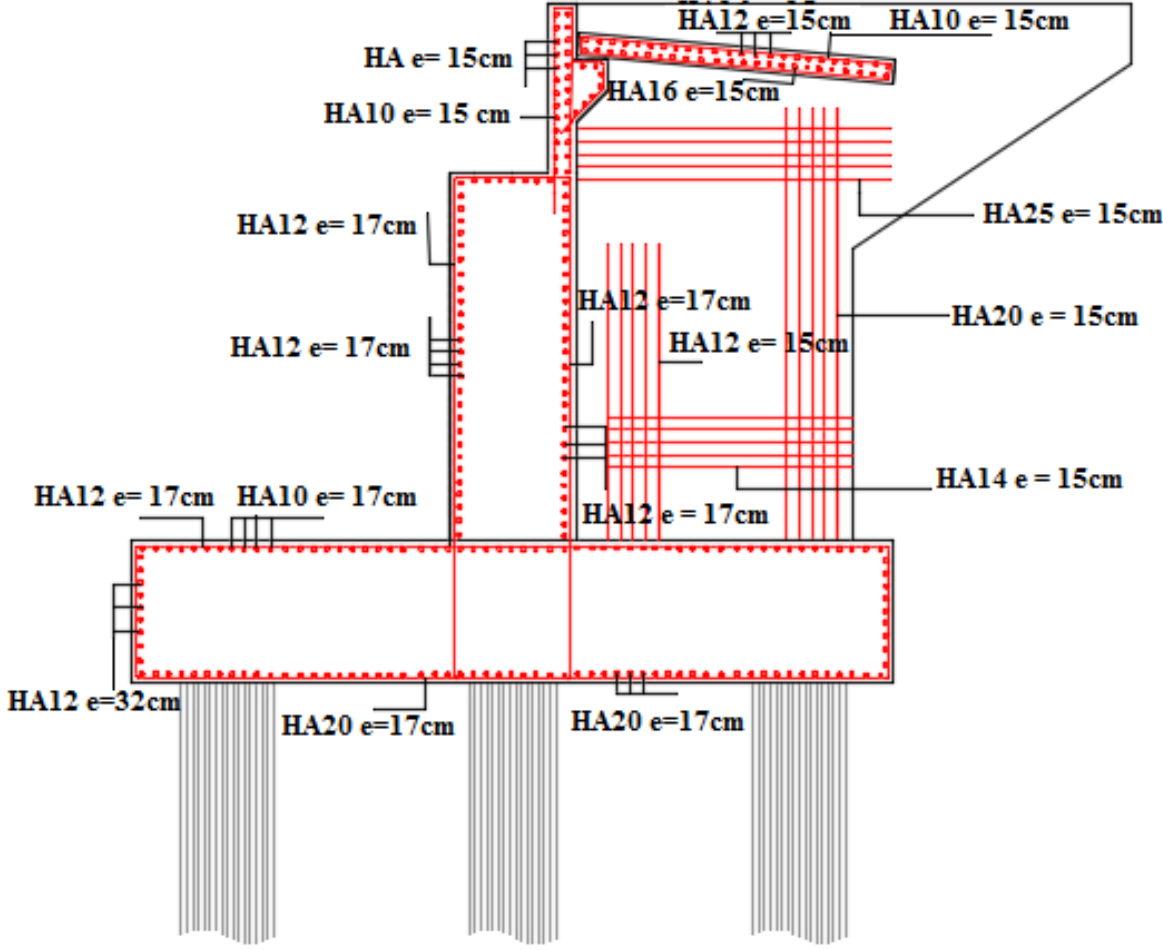 HA12 e=15cm
HA10 e= 15cm
HA e= 15cm
HA16 e=15cm
HA10 e= 15 cm
HA25 e= 15cm
HA12 e= 17cm
HA12 e=17cm
HA20 e = 15cm
HA12 e= 17cm
HA12 e= 15cm
HA14 e = 15cm
HA12 e= 17cm
HA10 e= 17cm
HA12 e = 17cm
HA12 e=32cm
HA20 e=17cm
HA20 e=17cm